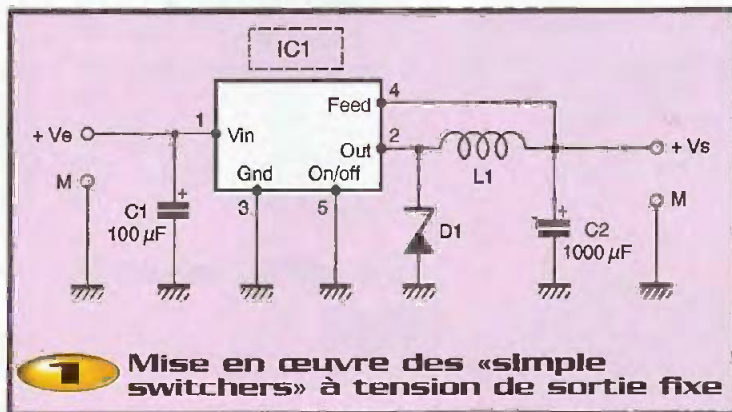 IC1
4
Feed
+ Ve
1
Vin
2
Out
+ Vs
L1
M
Gnd
On/off
M
+
C1
100 µF
3
5
D1
+
C2
1000 µF
1 Mise en œuvre des «simple
switchers» à tension de sortie fixe